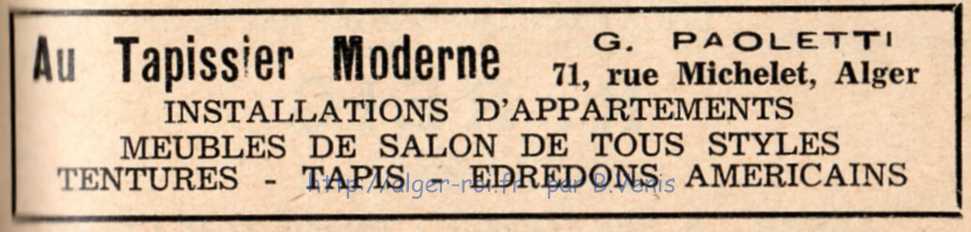 Au Tapissier Moderne
G. PAOLETTI
71, rue Michelet, Alger
INSTALLATIONS D'APPARTEMENTS
MEUBLES DE SALON DE TOUS STYLES
TENTURES - TAPIS - EDREDONS AMERICAINS
http://alger-roi.fr par B.Venis